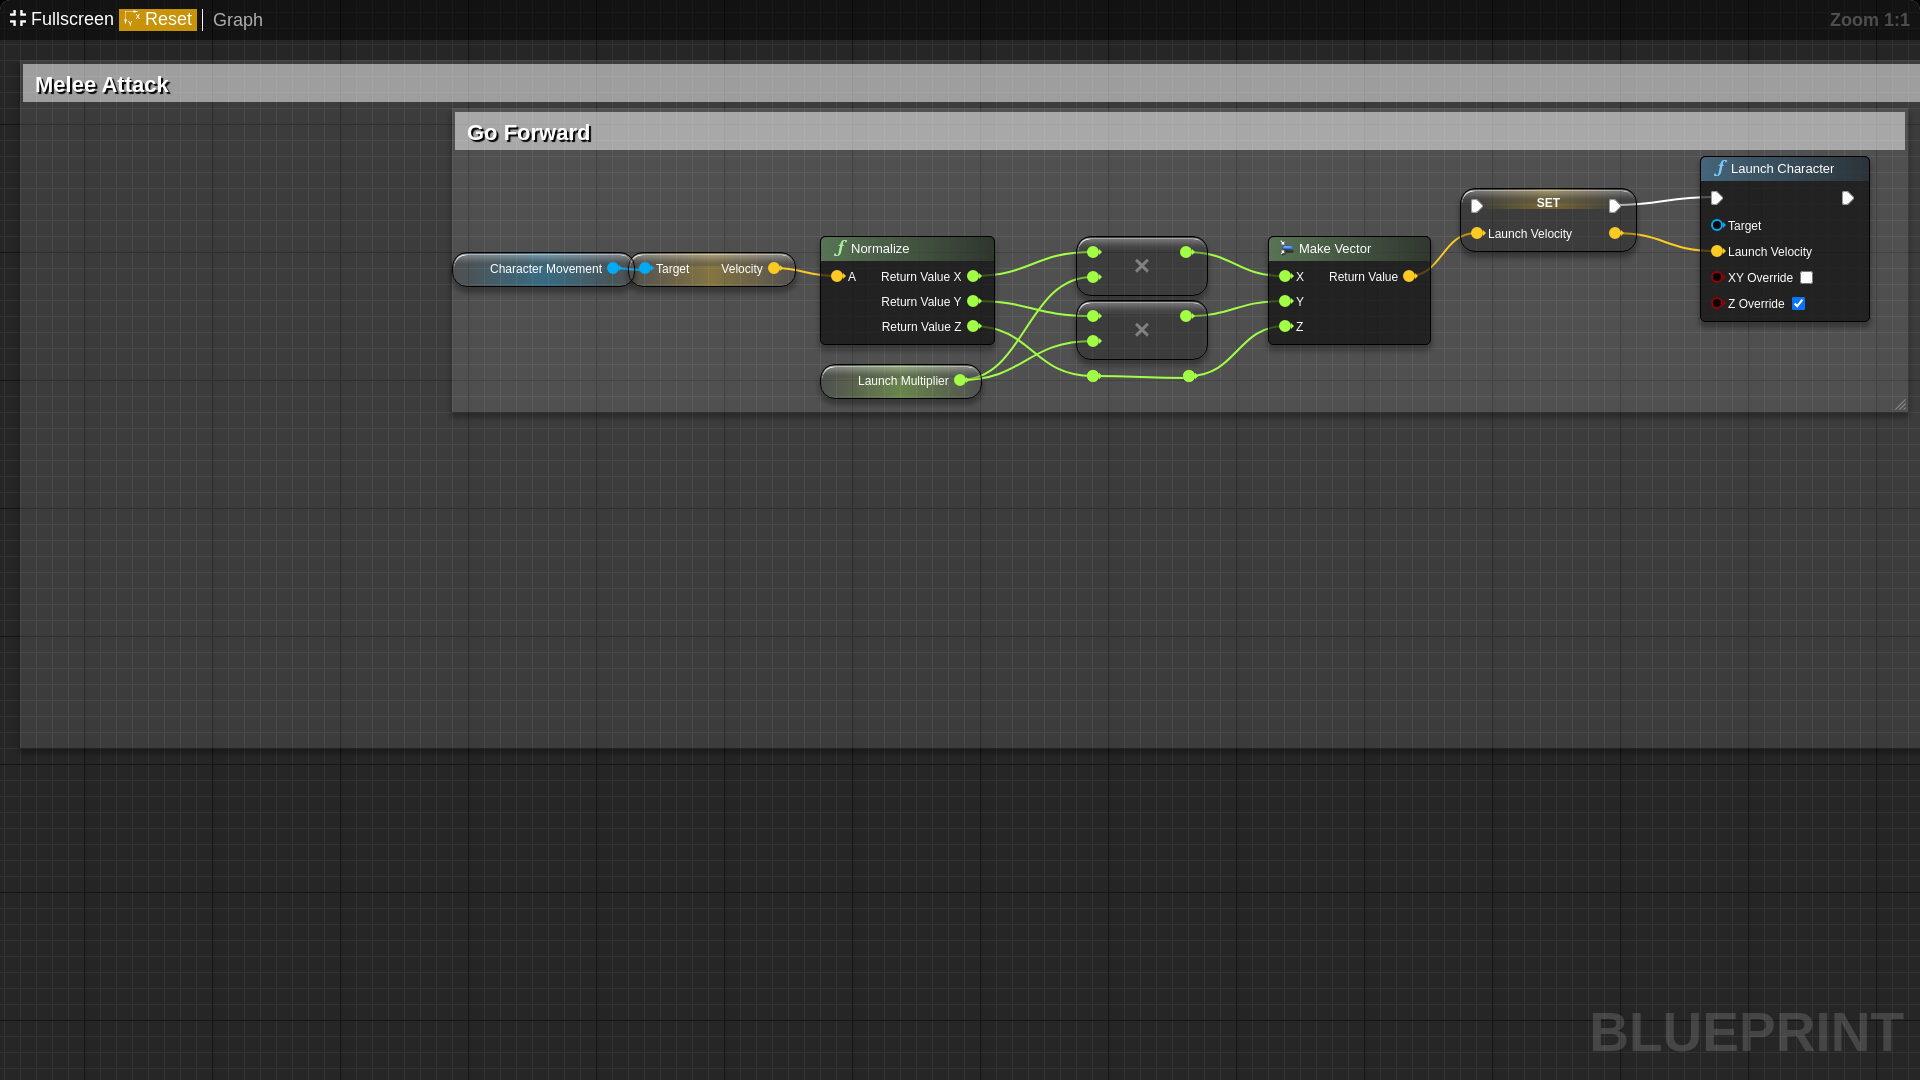 Fullscreen Reset Graph Zoom 1:1
Melee Attack
Go Forward
Launch Character
SET
Target
Launch Velocity
Launch Velocity
XY Override
Z Override
Normalize
Make Vector
Character Movement
Target Velocity
A Return Value X
X Return Value
Return Value Y
Y
Return Value Z
Z
Launch Multiplier
BLUEPRINT